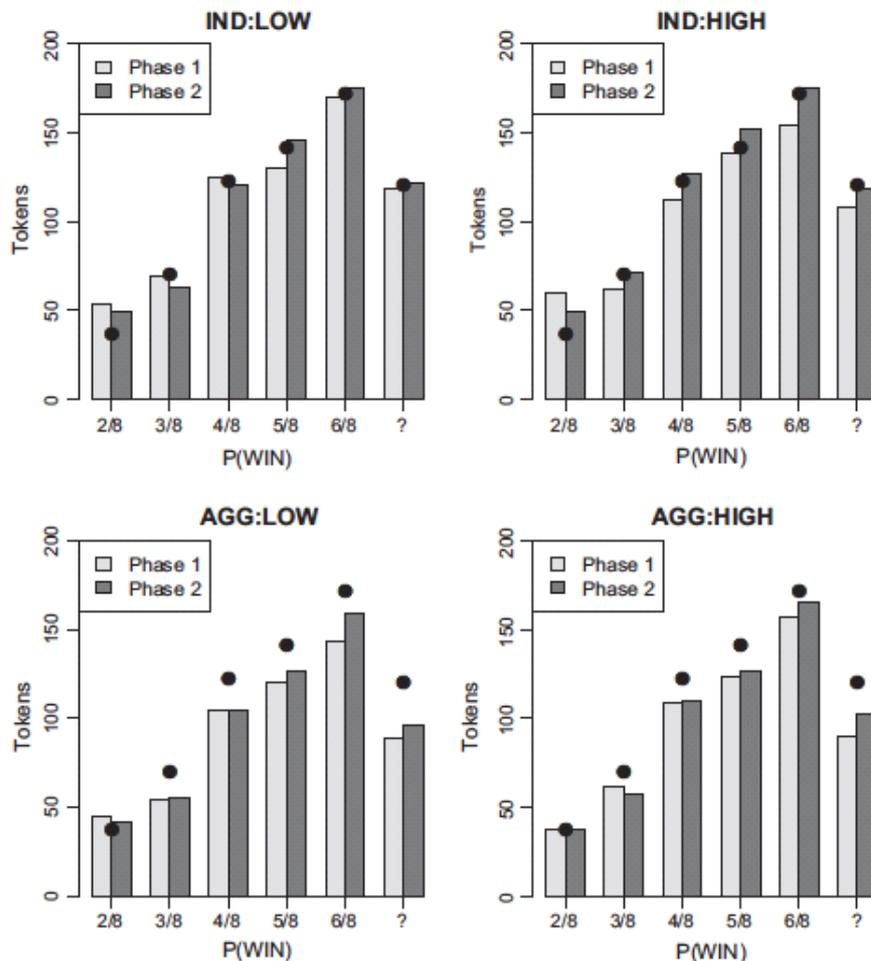 IND:LOW
Phase 1
Phase 2
Tokens
200
150
100
50
0
2/8 3/8 4/8 5/8 6/8 ?
P(WIN)
IND:HIGH
Phase 1
Phase 2
Tokens
200
150
100
50
0
2/8 3/8 4/8 5/8 6/8 ?
P(WIN)
AGG:LOW
Phase 1
Phase 2
Tokens
200
150
100
50
0
2/8 3/8 4/8 5/8 6/8 ?
P(WIN)
AGG:HIGH
Phase 1
Phase 2
Tokens
200
150
100
50
0
2/8 3/8 4/8 5/8 6/8 ?
P(WIN)